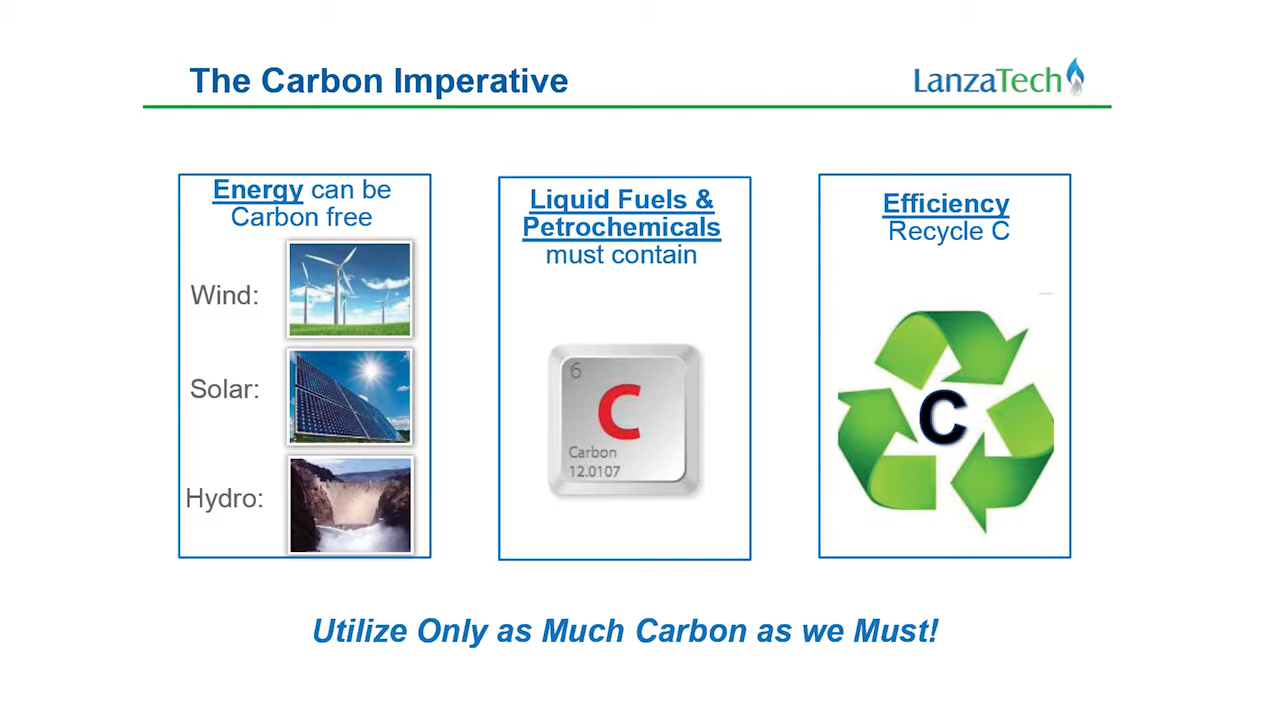 The Carbon Imperative
LanzaTech
Energy can be
Carbon free
Wind:
Solar:
Hydro:
Liquid Fuels &
Petrochemicals
must contain
6
C
Carbon
12.0107
Efficiency
Recycle C
C
Utilize Only as Much Carbon as we Must!